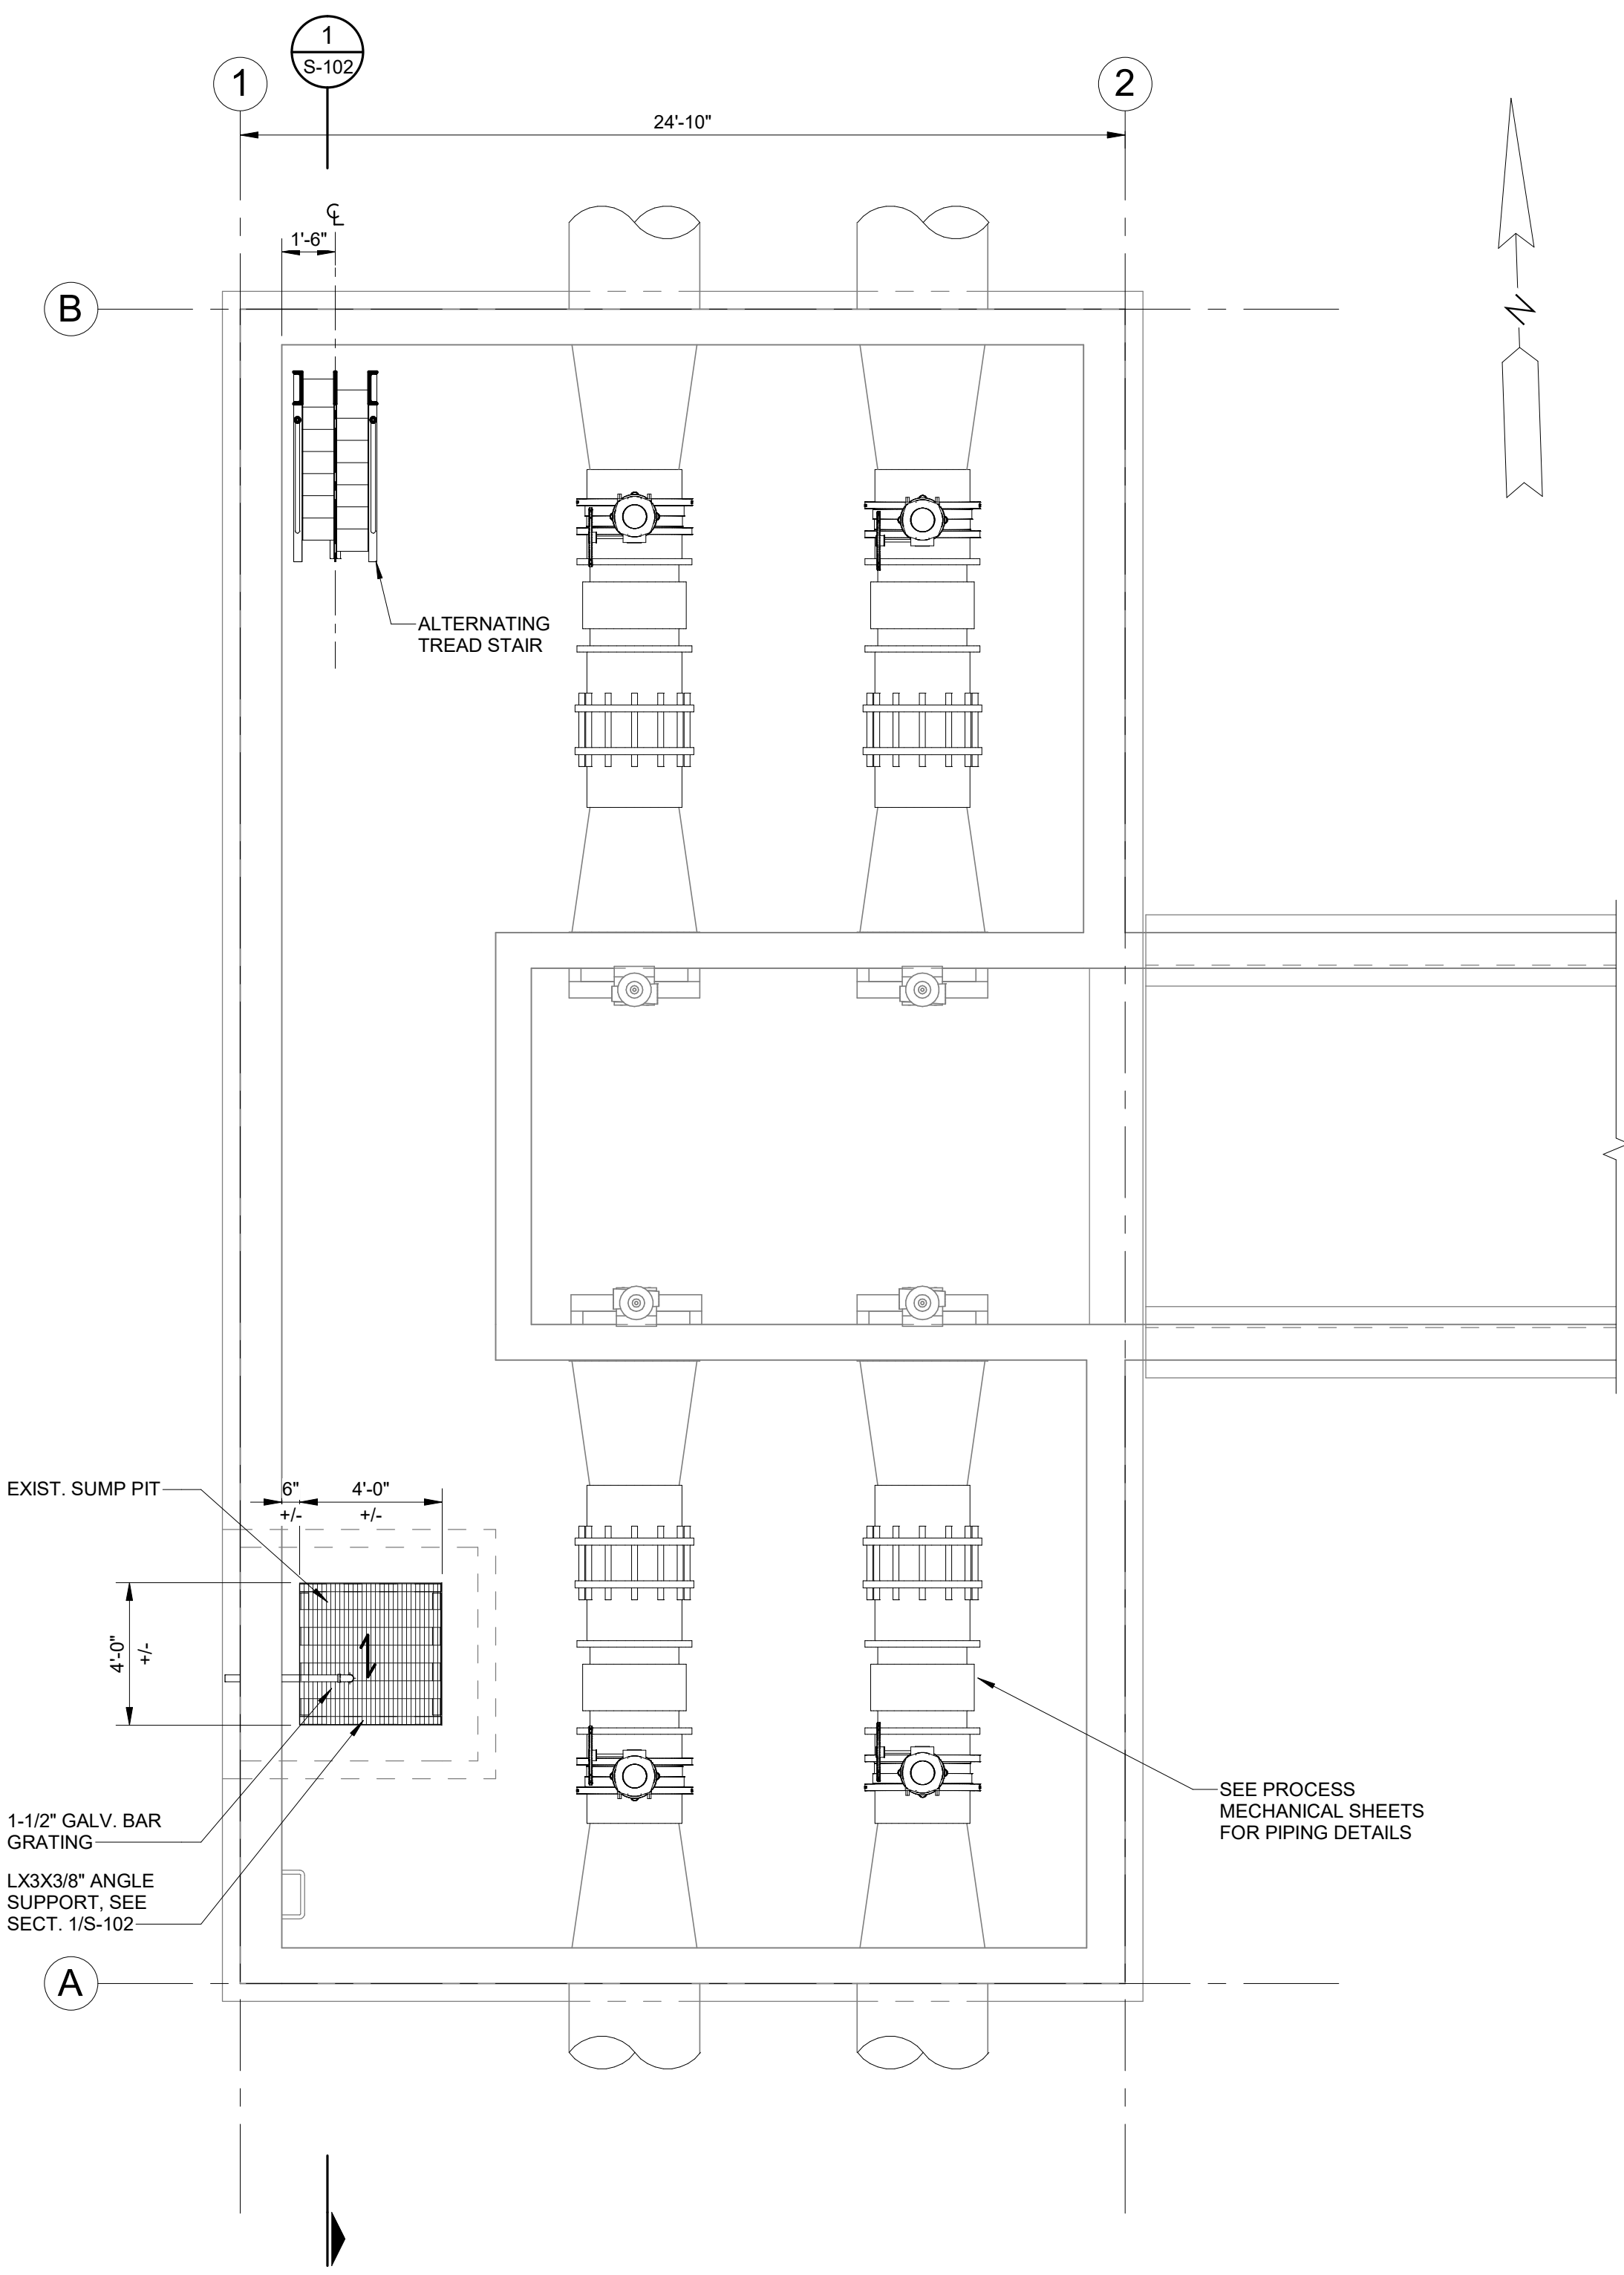 1
S-102
1
2
24'-10"
℄
1'-6"
B
N
ALTERNATING
TREAD STAIR
EXIST. SUMP PIT
6"
+/-
4'-0"
+/-
4'-0"
+/-
1-1/2" GALV. BAR
GRATING
LX3X3/8" ANGLE
SUPPORT, SEE
SECT. 1/S-102
SEE PROCESS
MECHANICAL SHEETS
FOR PIPING DETAILS
A